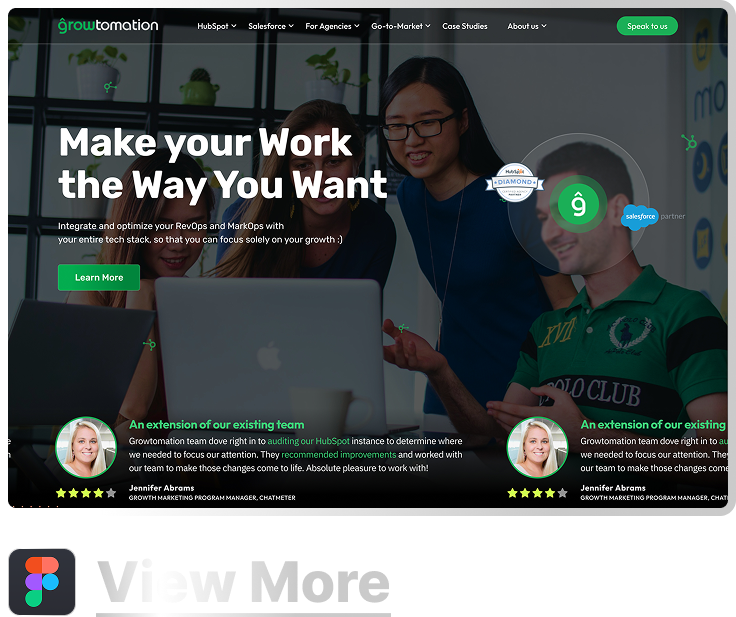 ĝrowtomation
HubSpot Salesforce For Agencies Go-to-Market Case Studies About us Speak to us
Make your Work
the Way You Want
Integrate and optimize your RevOps and MarkOps with
your entire tech stack, so that you can focus solely on your growth :)
Learn More
HubSpot
DIAMOND
PARTNER
ĝ
salesforce partner
XVII
POLO CLUB
An extension of our existing team
Growtomation team dove right in to auditing our HubSpot instance to determine where
we needed to focus our attention. They recommended improvements and worked with
our team to make those changes come to life. Absolute pleasure to work with!
Jennifer Abrams
GROWTH MARKETING PROGRAM MANAGER, CHATMETER
An extension of our existing
Growtomation team dove right in to au
we needed to focus our attention. They
our team to make those changes come
Jennifer Abrams
GROWTH MARKETING PROGRAM MANAGER, CHAT
View More